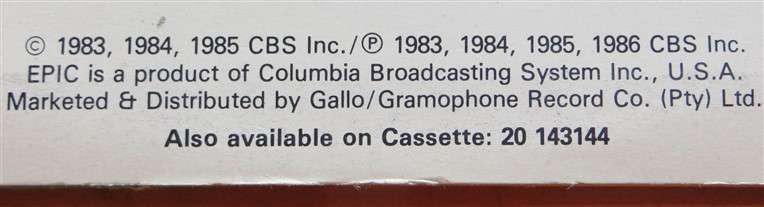 © 1983, 1984, 1985 CBS Inc./℗ 1983, 1984, 1985, 1986 CBS Inc.
EPIC is a product of Columbia Broadcasting System Inc., U.S.A.
Marketed & Distributed by Gallo/Gramophone Record Co. (Pty) Ltd.
Also available on Cassette: 20 143144